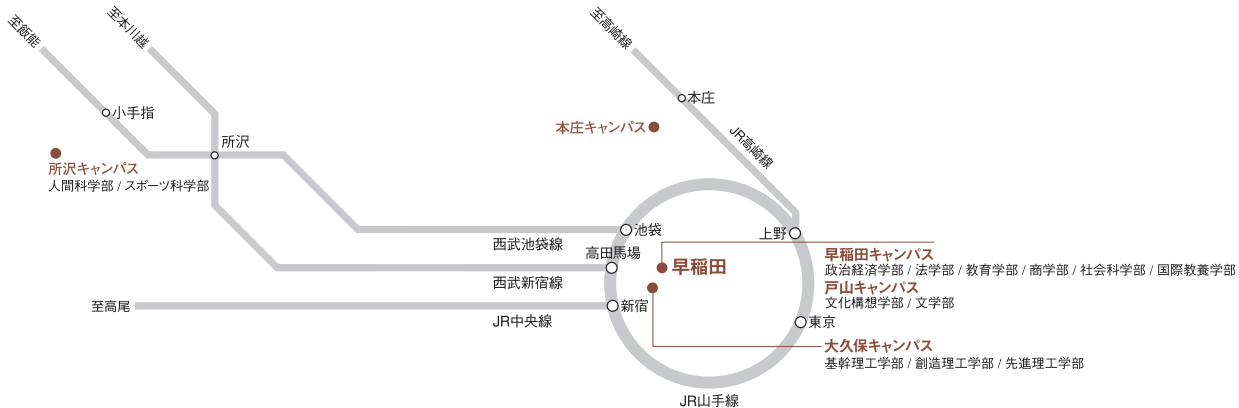 至飯能
至本川越
至高崎線
小手指
本庄
所沢
本庄キャンパス
JR高崎線
所沢キャンパス
人間科学部 / スポーツ科学部
池袋
上野
西武池袋線
高田馬場
早稲田
早稲田キャンパス
政治経済学部 / 法学部 / 教育学部 / 商学部 / 社会科学部 / 国際教養学部
戸山キャンパス
文化構想学部 / 文学部
西武新宿線
至高尾
新宿
JR中央線
東京
大久保キャンパス
基幹理工学部 / 創造理工学部 / 先進理工学部
JR山手線